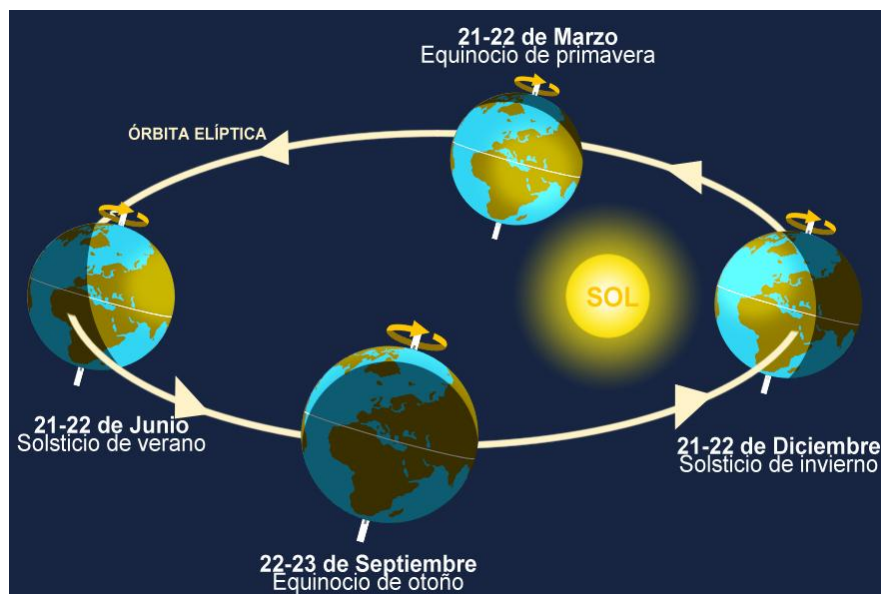 21-22 de Marzo
Equinocio de primavera
ÓRBITA ELÍPTICA
SOL
21-22 de Junio
Solsticio de verano
21-22 de Diciembre
Solsticio de invierno
22-23 de Septiembre
Equinocio de otoño